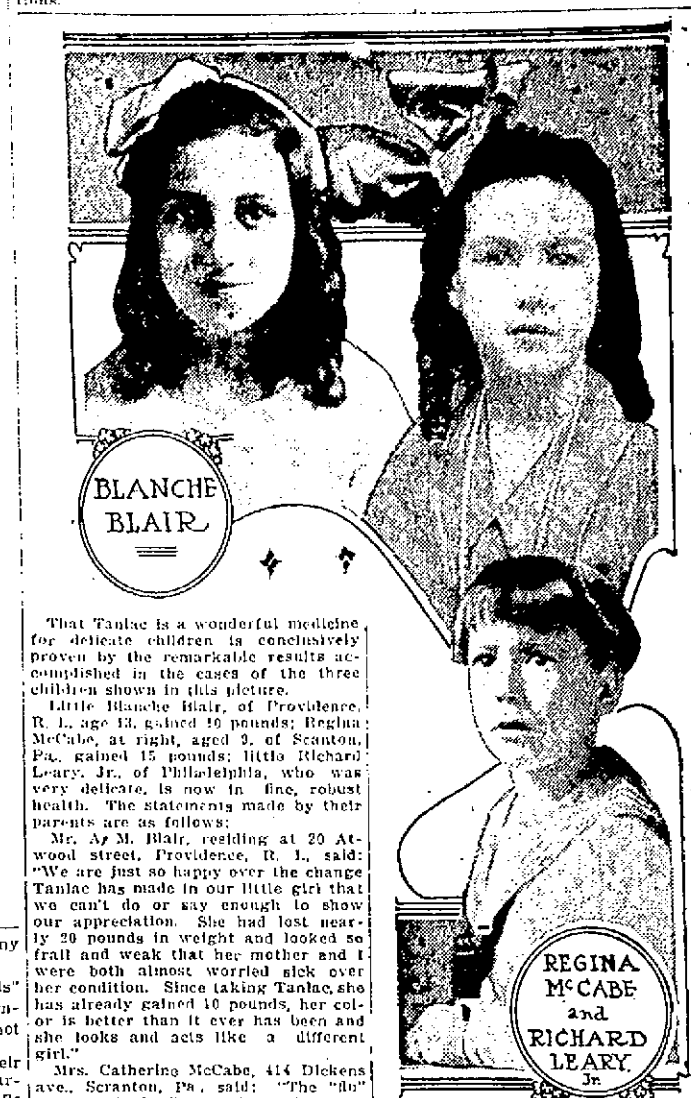 BLANCHE
BLAIR
That Tanlac is a wonderful medicine
for delicate children is conclusively
proven by the remarkable results ac-
complished in the cases of the three
children shown in this picture.
Little Blanche Blair, of Providence,
R. I., age 13, gained 10 pounds; Regina
McCabe, at right, aged 9, of Scanton,
Pa., gained 15 pounds; little Richard
Leary, Jr., of Philadelphia, who was
very delicate, is now in fine, robust
health. The statements made by their
parents are as follows:
Mr. A. M. Blair, residing at 20 At-
wood street, Providence, R. I., said:
"We are just so happy over the change
Tanlac has made in our little girl that
we can't do or say enough to show
our appreciation. She had lost near-
ly 20 pounds in weight and looked so
frail and weak that her mother and I
were both almost worried sick over
her condition. Since taking Tanlac, she
has already gained 10 pounds, her col-
or is better than it ever has been and
she looks and acts like a different
girl."
Mrs. Catherine McCabe, 414 Dickens
ave., Scranton, Pa., said: "The "flu"
REGINA
McCABE
and
RICHARD
LEARY,
Jr.